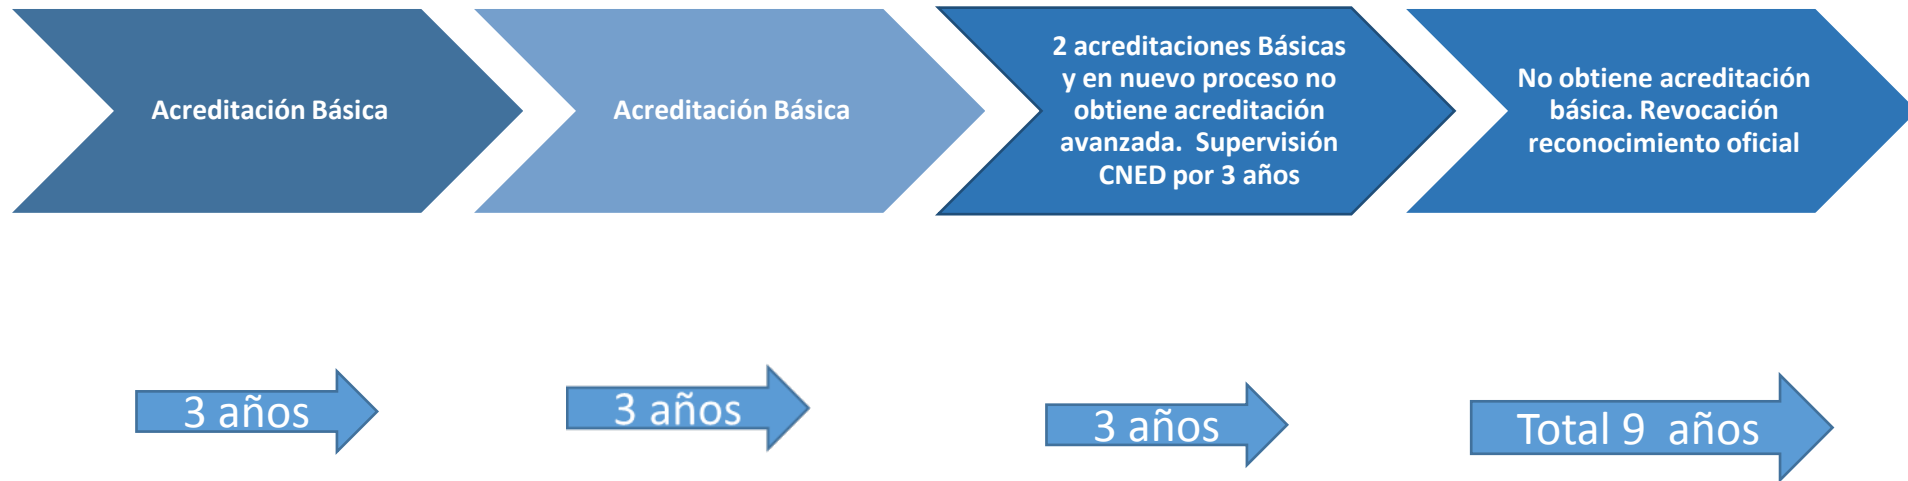 Acreditación Básica
Acreditación Básica
2 acreditaciones Básicas
y en nuevo proceso no
obtiene acreditación
avanzada.  Supervisión
CNED por 3 años
No obtiene acreditación
básica. Revocación
reconocimiento oficial
3 años
3 años
3 años
Total 9  años